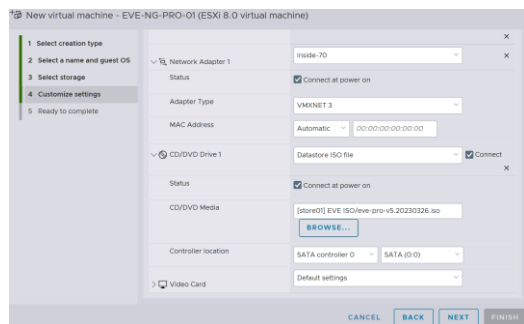 New virtual machine - EVE-NG-PRO-01 (ESXi 8.0 virtual machine)
1 Select creation type
2 Select a name and guest OS
3 Select storage
4 Customize settings
5 Ready to complete
Network Adapter 1
inside-70
Status
Connect at power on
Adapter Type
VMXNET 3
MAC Address
Automatic
00:00:00:00:00:00
CD/DVD Drive 1
Datastore ISO file
Connect
Status
Connect at power on
CD/DVD Media
[store01] EVE ISO/eve-pro-v5.20230326.iso
BROWSE...
Controller location
SATA controller 0
SATA (0:0)
Video Card
Default settings
CANCEL
BACK
NEXT
FINISH